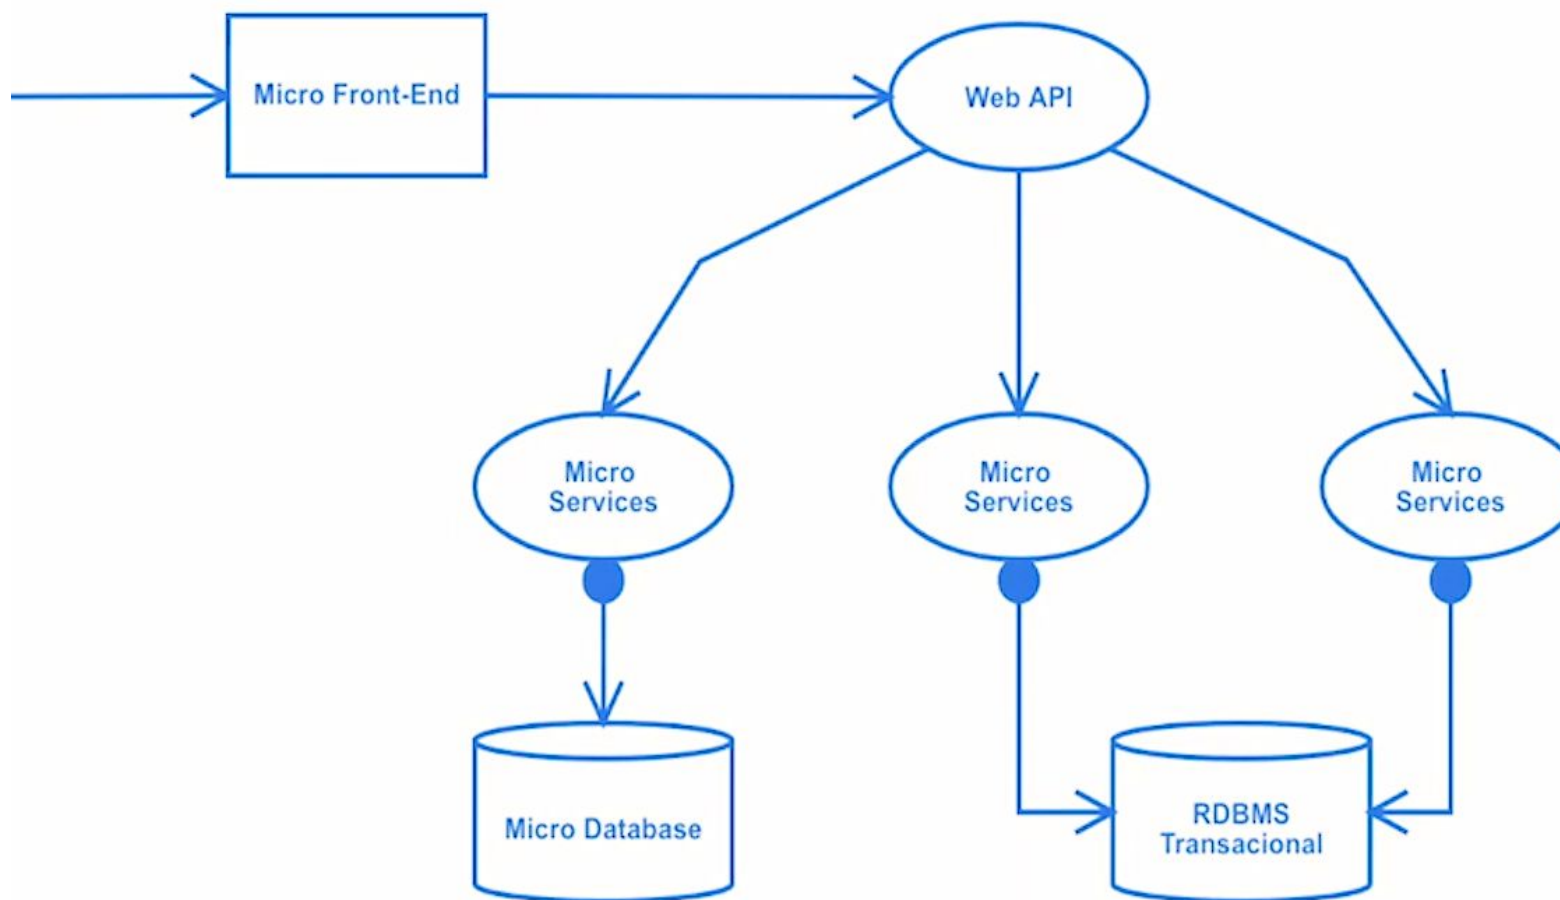 Micro Front-End
Web API
Micro
Services
Micro
Services
Micro
Services
Micro Database
RDBMS
Transacional